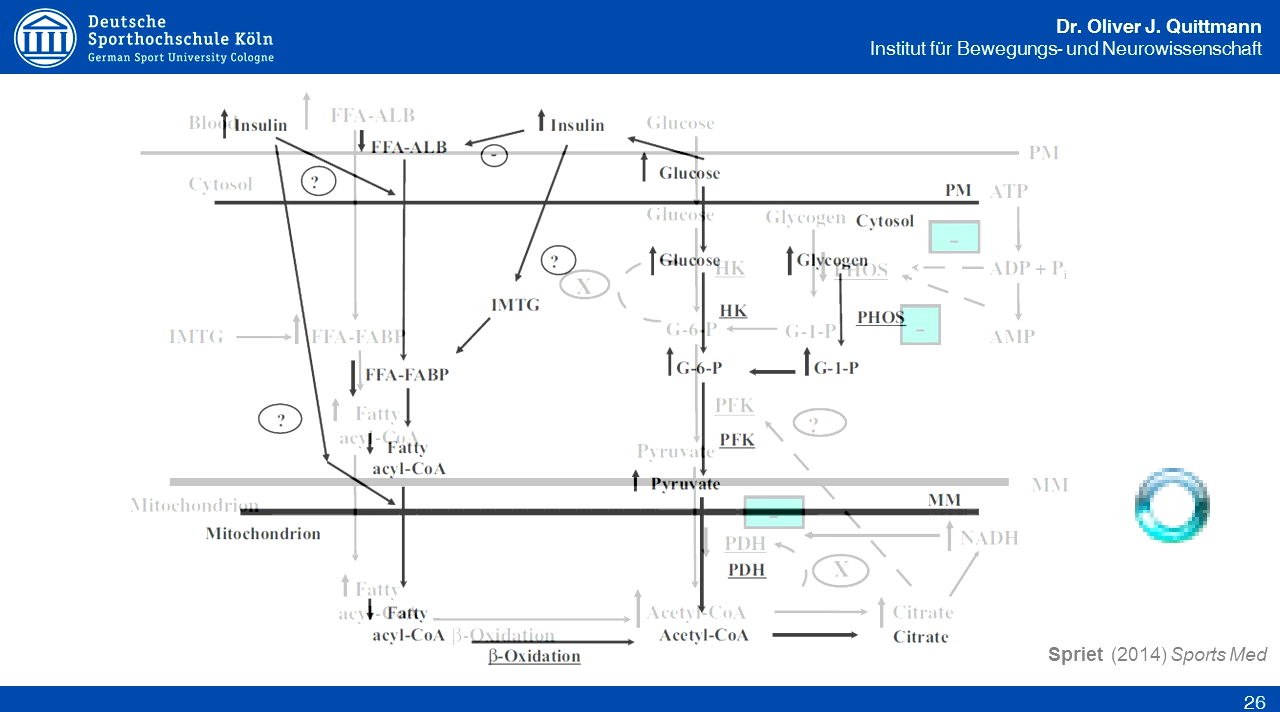 Deutsche
Sporthochschule Köln
German Sport University Cologne
Dr. Oliver J. Quittmann
Institut für Bewegungs- und Neurowissenschaft
FFA-ALB
Blood
Insulin
Insulin
Glucose
FFA-ALB
-
PM
Glucose
Cytosol
?
PM
ATP
Glucose
Glycogen
Cytosol
-
?
Glucose
HK
Glycogen
PHOS
ADP + Pi
X
IMTG
HK
PHOS
-
G-6-P
G-1-P
IMTG
FFA-FABP
AMP
G-6-P
G-1-P
FFA-FABP
PFK
?
Fatty
acyl-CoA
?
PFK
Fatty
acyl-CoA
Pyruvate
Pyruvate
MM
Mitochondrion
MM
-
Mitochondrion
PDH
NADH
PDH
X
Fatty
acyl-CoA
Fatty
acyl-CoA
Acetyl-CoA
Citrate
β-Oxidation
Acetyl-CoA
Citrate
β-Oxidation
Spriet (2014) Sports Med
26